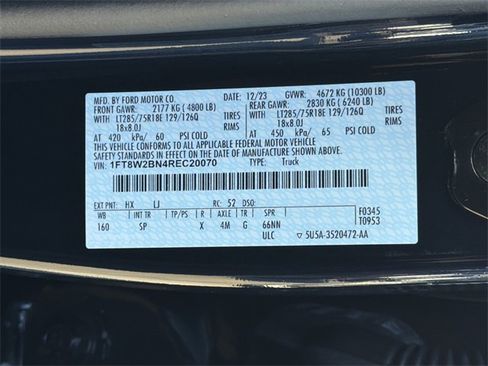 MFD. BY FORD MOTOR CO. 12/23 GVWR: 4672 KG (10300 LB)
FRONT GAWR: 2177 KG (4800 LB) REAR GAWR: 2830 KG (6240 LB)
LT285/75R18E 129/126Q TIRES LT285/75R18E 129/126Q TIRES
18x8.0J RIMS 18x8.0J RIMS
AT 420 kPa/ 60 PSI/COLD AT 450 kPa/ 65 PSI/COLD
THIS VEHICLE CONFORMS TO ALL APPLICABLE FEDERAL MOTOR VEHICLE
SAFETY STANDARDS IN EFFECT ON THE DATE OF MANUFACTURE SHOWN ABOVE.
VIN: 1FT8W2BN4REC20070 TYPE: Truck
EXT PNT: HX LJ RC: 52 DSO: F0345
WB INT TR TP/PS R AXLE TR SPR T0953
160 SP X 4M G 66NN
ULC 5U5A-3520472-AA